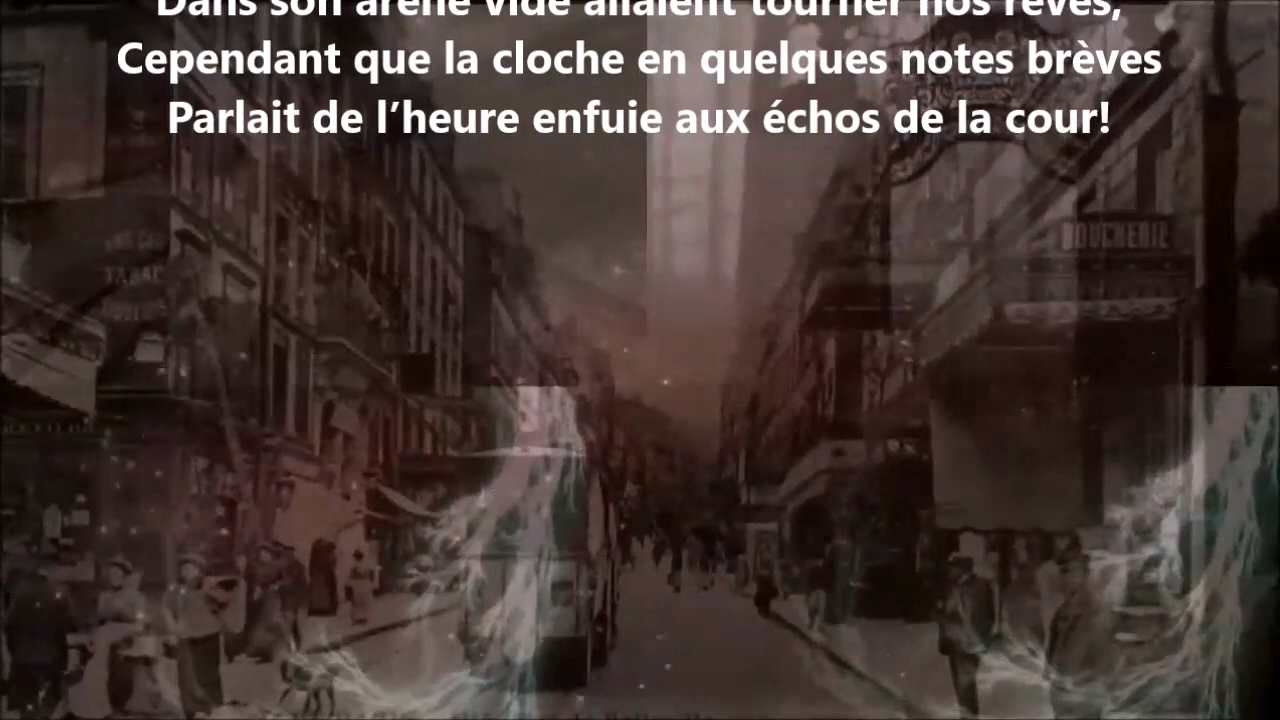 Dans son arène vide allaient tourner nos rêves,
Cependant que la cloche en quelques notes brèves
Parlait de l’heure enfuie aux échos de la cour!
TABAC
BOUCHERIE